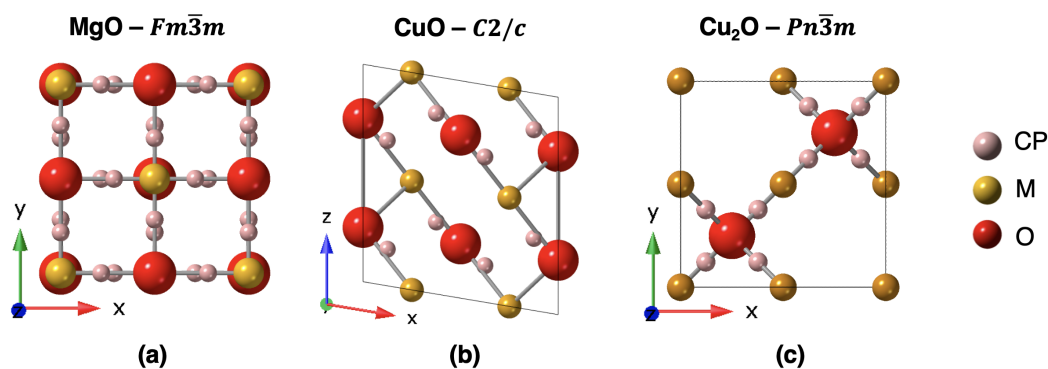 MgO – Fm3̅m
CuO – C2/c
Cu₂O – Pn3̅m
CP
M
O
y
z
x
z
y
x
y
z
x
(a)
(b)
(c)